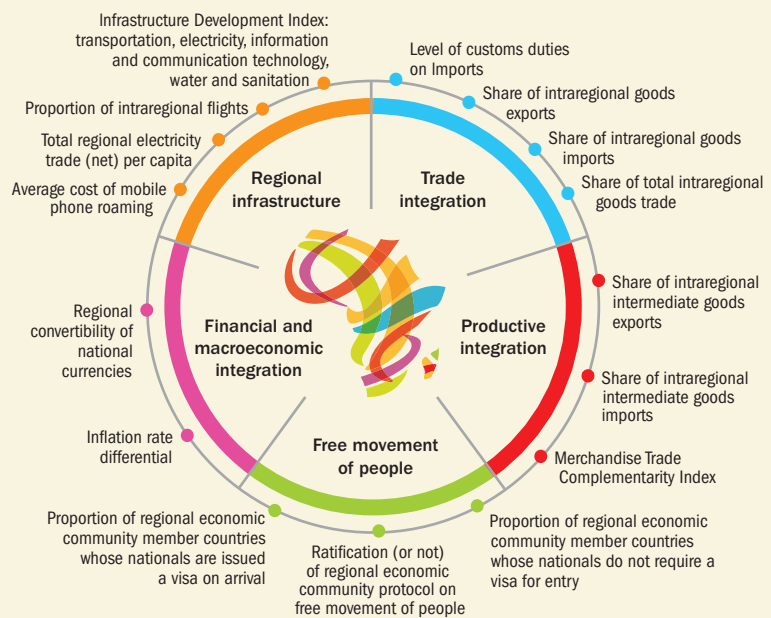 Infrastructure Development Index:
transportation, electricity, information
and communication technology,
water and sanitation
Proportion of intraregional flights
Total regional electricity
trade (net) per capita
Average cost of mobile
phone roaming
Regional
infrastructure
Level of customs duties
on Imports
Share of intraregional goods
exports
Share of intraregional goods
imports
Share of total intraregional
goods trade
Trade
integration
Share of intraregional
intermediate goods
exports
Share of intraregional
intermediate goods
imports
Merchandise Trade
Complementarity Index
Productive
integration
Regional
convertibility of
national
currencies
Inflation rate
differential
Financial and
macroeconomic
integration
Free movement
of people
Proportion of regional economic
community member countries
whose nationals are issued
a visa on arrival
Ratification (or not)
of regional economic
community protocol on
free movement of people
Proportion of regional economic
community member countries
whose nationals do not require a
visa for entry